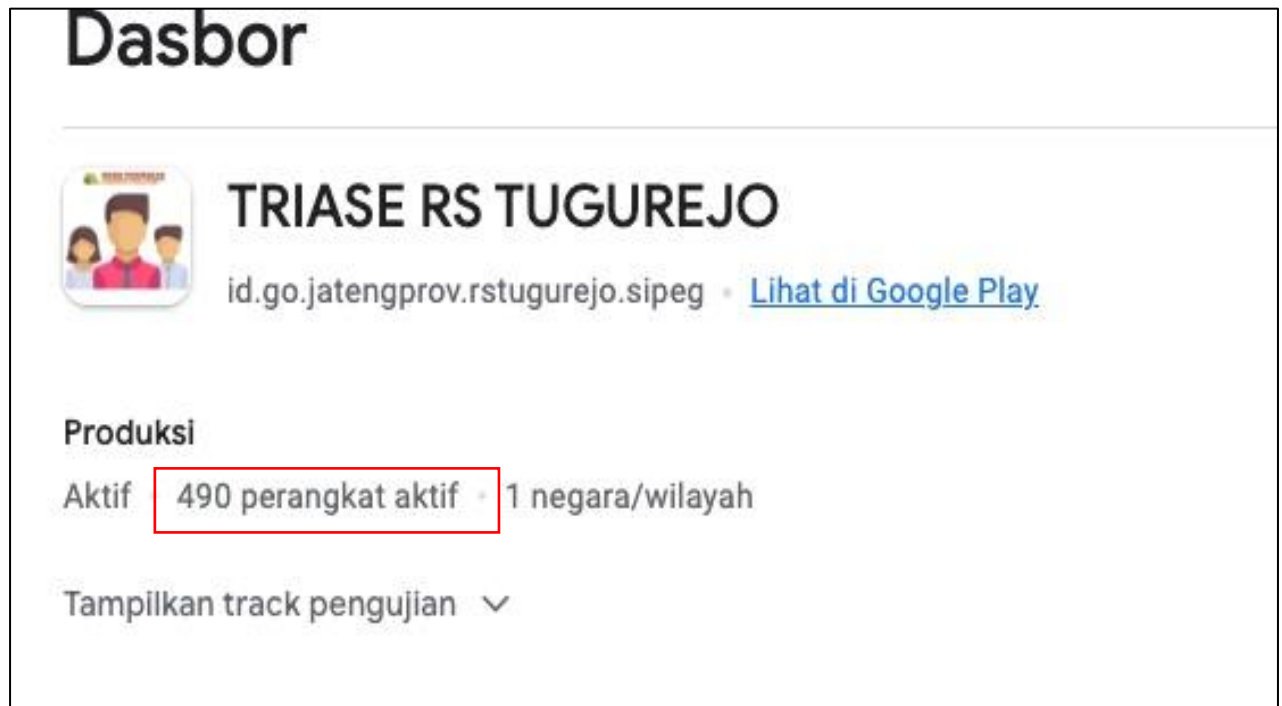 Dasbor
TRIASE RS TUGUREJO
id.go.jatengprov.rstugurejo.sipeg · Lihat di Google Play
Produksi
Aktif · 490 perangkat aktif · 1 negara/wilayah
Tampilkan track pengujian